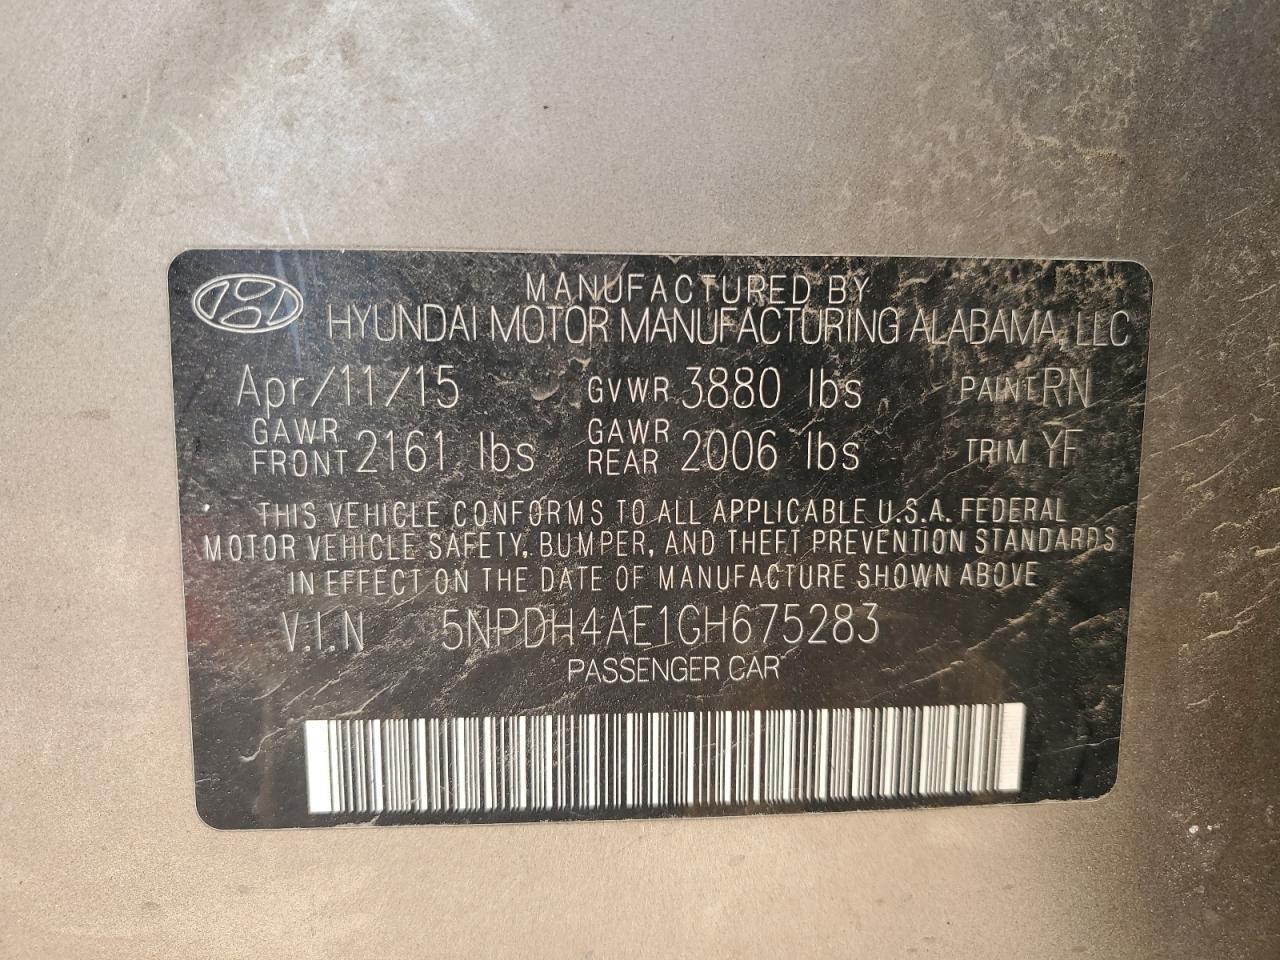 MANUFACTURED BY
HYUNDAI MOTOR MANUFACTURING ALABAMA, LLC
Apr/11/15 GVWR 3880 lbs PAINT RN
GAWR FRONT 2161 lbs GAWR REAR 2006 lbs TRIM YF
THIS VEHICLE CONFORMS TO ALL APPLICABLE U.S.A. FEDERAL
MOTOR VEHICLE SAFETY, BUMPER, AND THEFT PREVENTION STANDARDS
IN EFFECT ON THE DATE OF MANUFACTURE SHOWN ABOVE
V.I.N 5NPDH4AE1GH675283
PASSENGER CAR